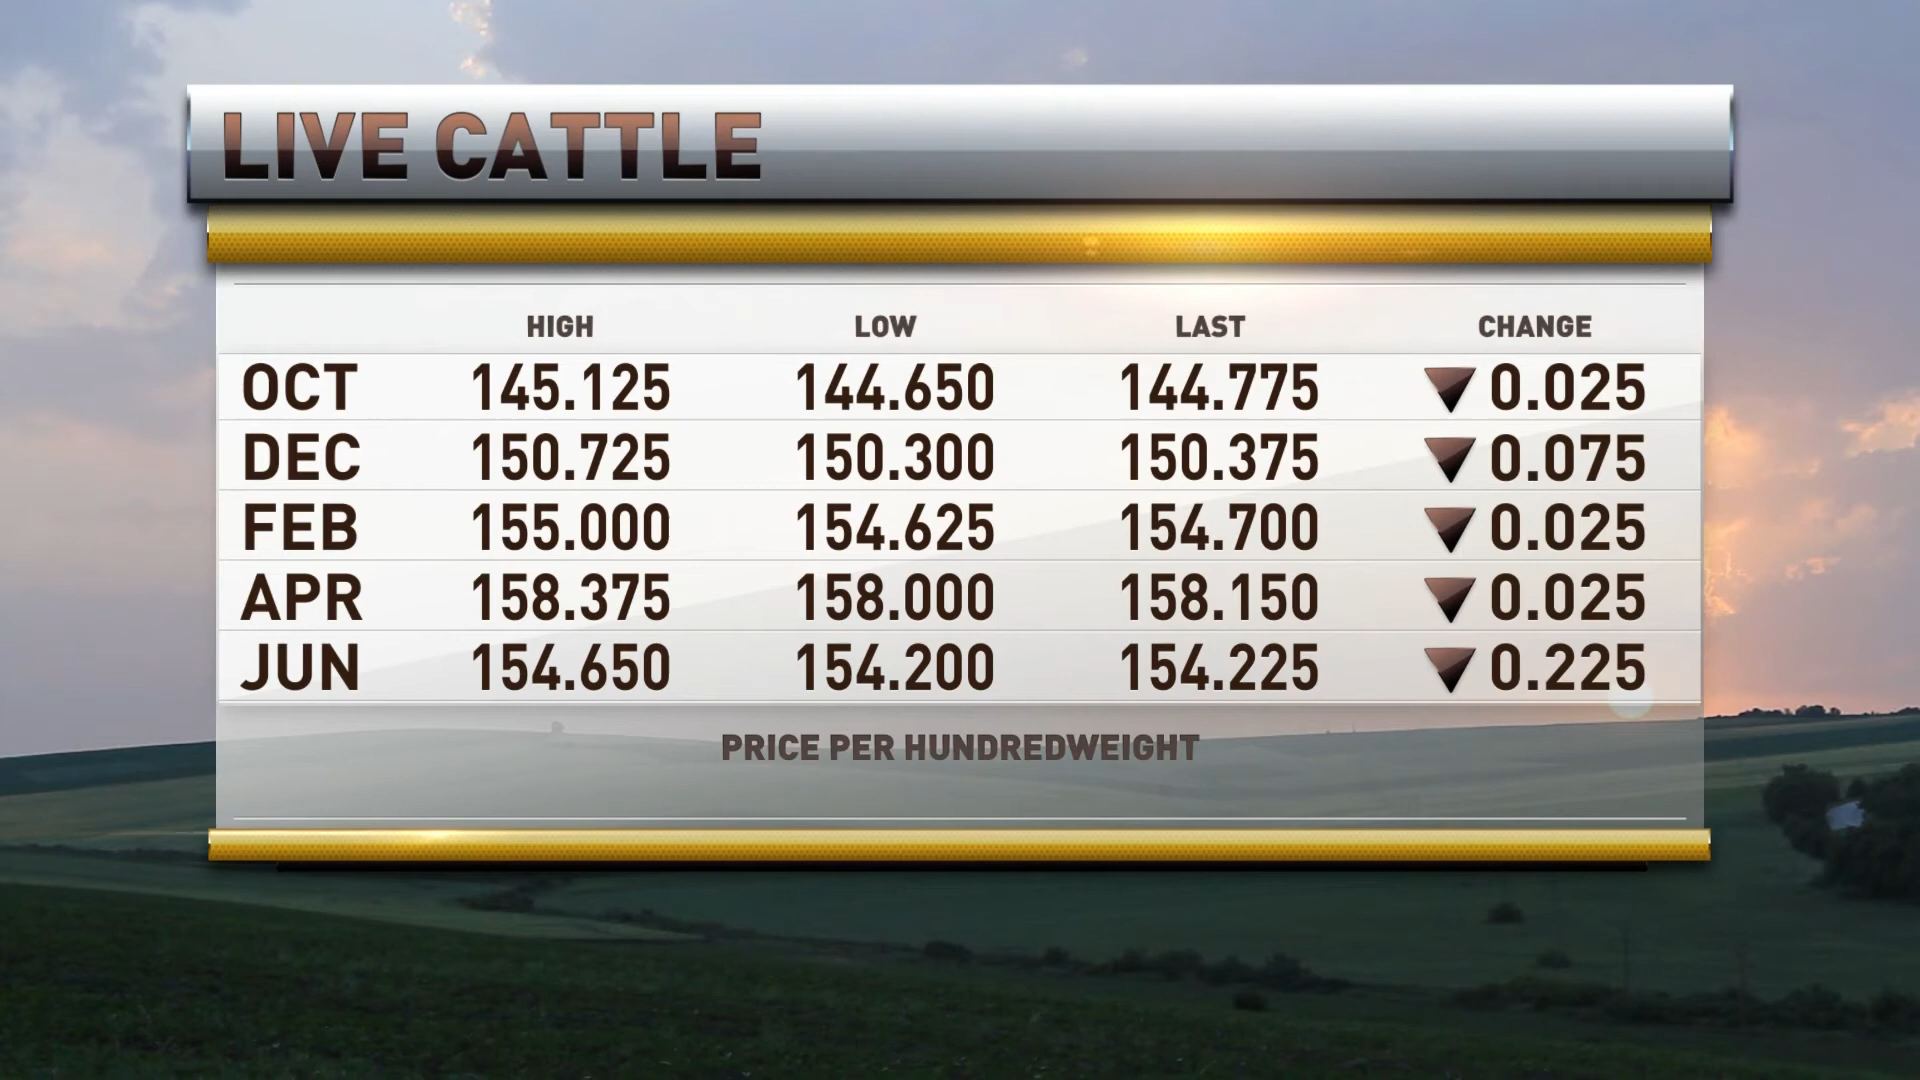 LIVE CATTLE
HIGH LOW LAST CHANGE
OCT 145.125 144.650 144.775 ▼ 0.025
DEC 150.725 150.300 150.375 ▼ 0.075
FEB 155.000 154.625 154.700 ▼ 0.025
APR 158.375 158.000 158.150 ▼ 0.025
JUN 154.650 154.200 154.225 ▼ 0.225
PRICE PER HUNDREDWEIGHT